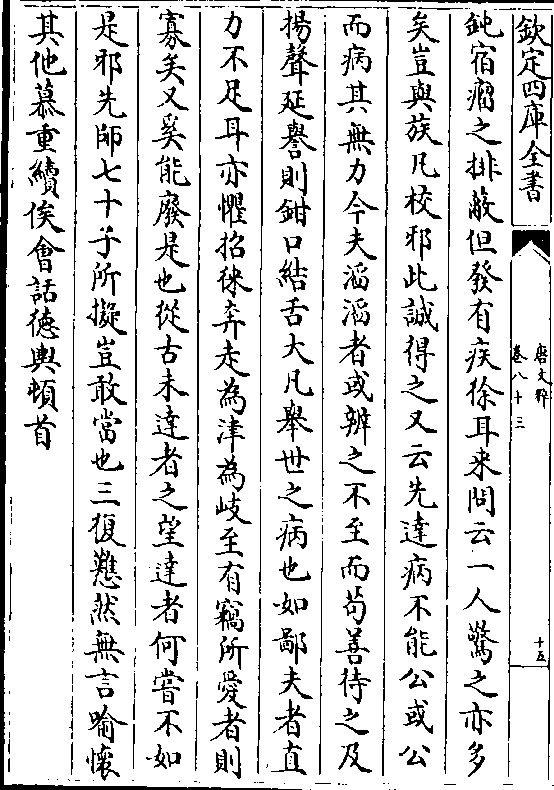 欽定四庫全書
唐文粹
卷八十三
十五
鈍宿瘤之排蔽但發有疾徐耳来問云一人驚之亦多
矣豈與族凡校邪此誠得之又云先達病不能公或公
而病其無力今夫滔滔者或辨之不至而苟善待之及
揚聲延譽則鉗口結舌大凡舉世之病也如鄙夫者直
力不足耳亦懼招徠弃走為津為岐至有竊所愛者則
寡矣又奚能廢是也從古未達者之望達者何嘗不如
是邪先師七十子所擬豈敢當也三復慙然無言喻懷
其他慕重續俟會話德輿頓首